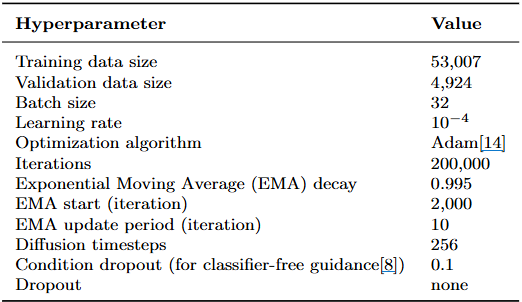 Hyperparameter Value
Training data size 53,007
Validation data size 4,924
Batch size 32
Learning rate 10⁻⁴
Optimization algorithm Adam[14]
Iterations 200,000
Exponential Moving Average (EMA) decay 0.995
EMA start (iteration) 2,000
EMA update period (iteration) 10
Diffusion timesteps 256
Condition dropout (for classifier-free guidance[8]) 0.1
Dropout none